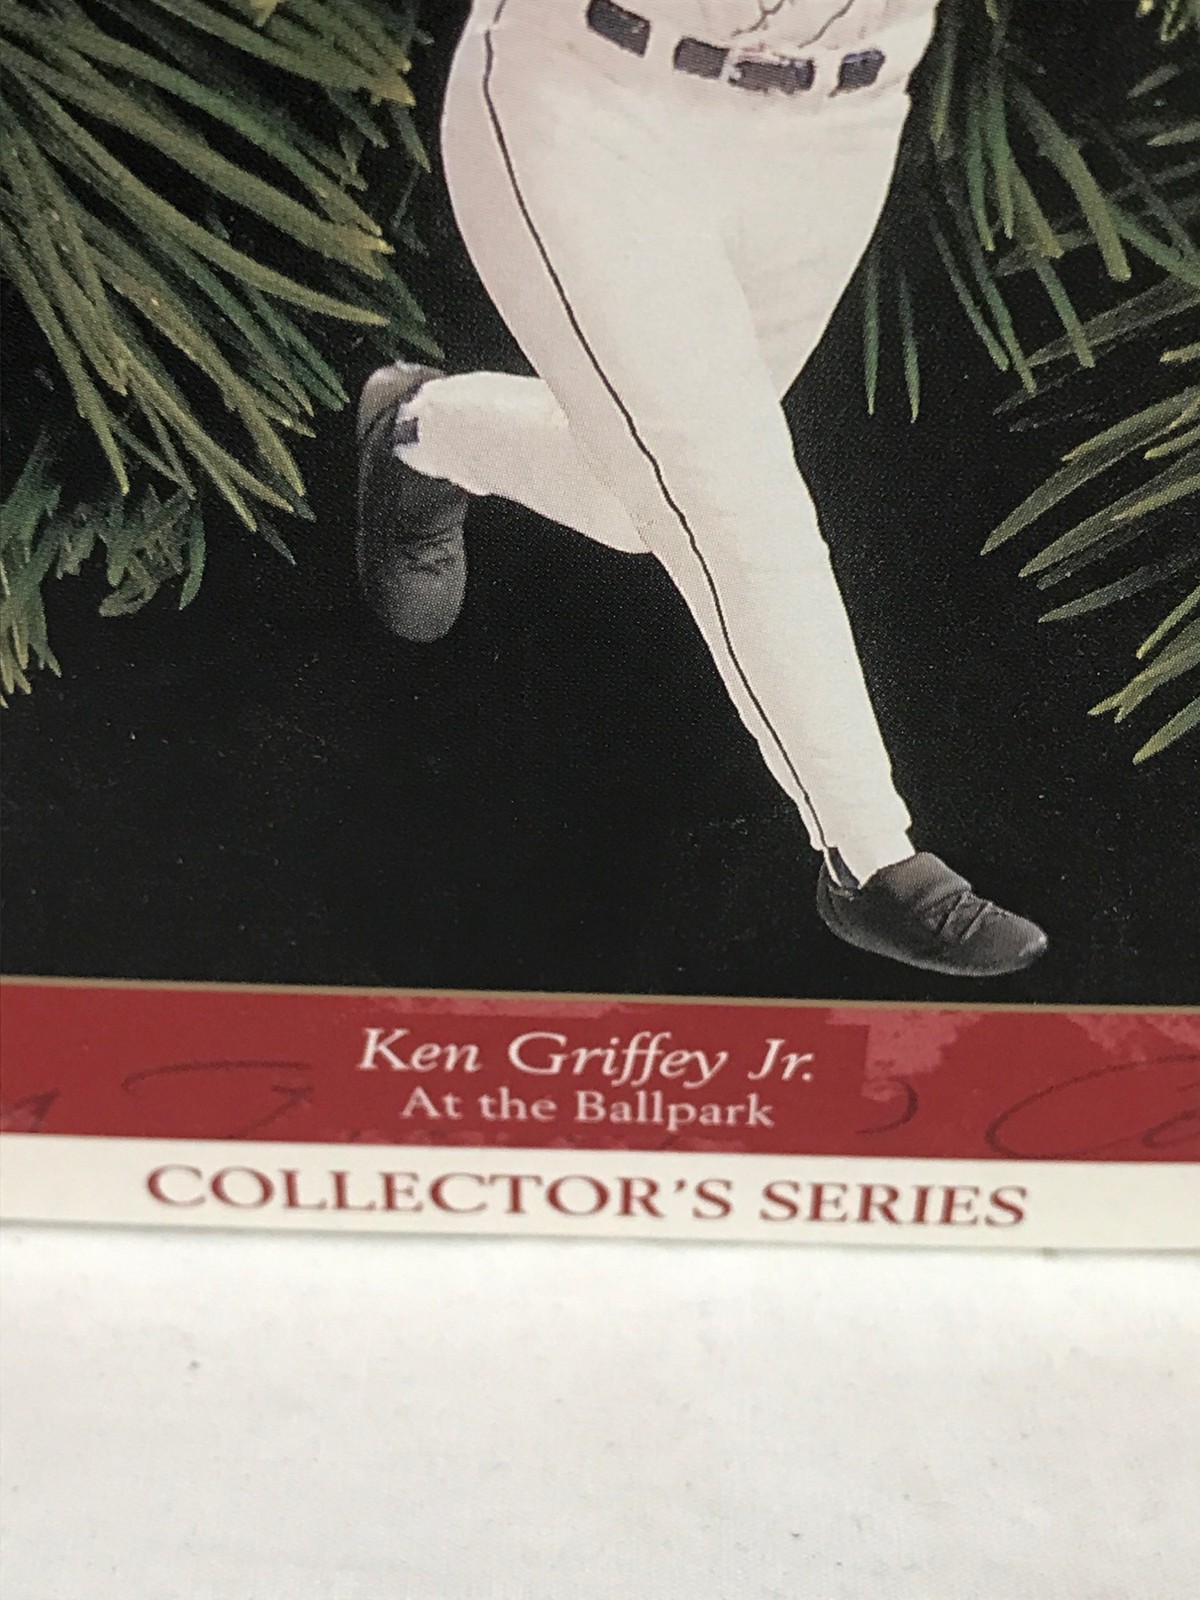 Ken Griffey Jr.
At the Ballpark
COLLECTOR'S SERIES